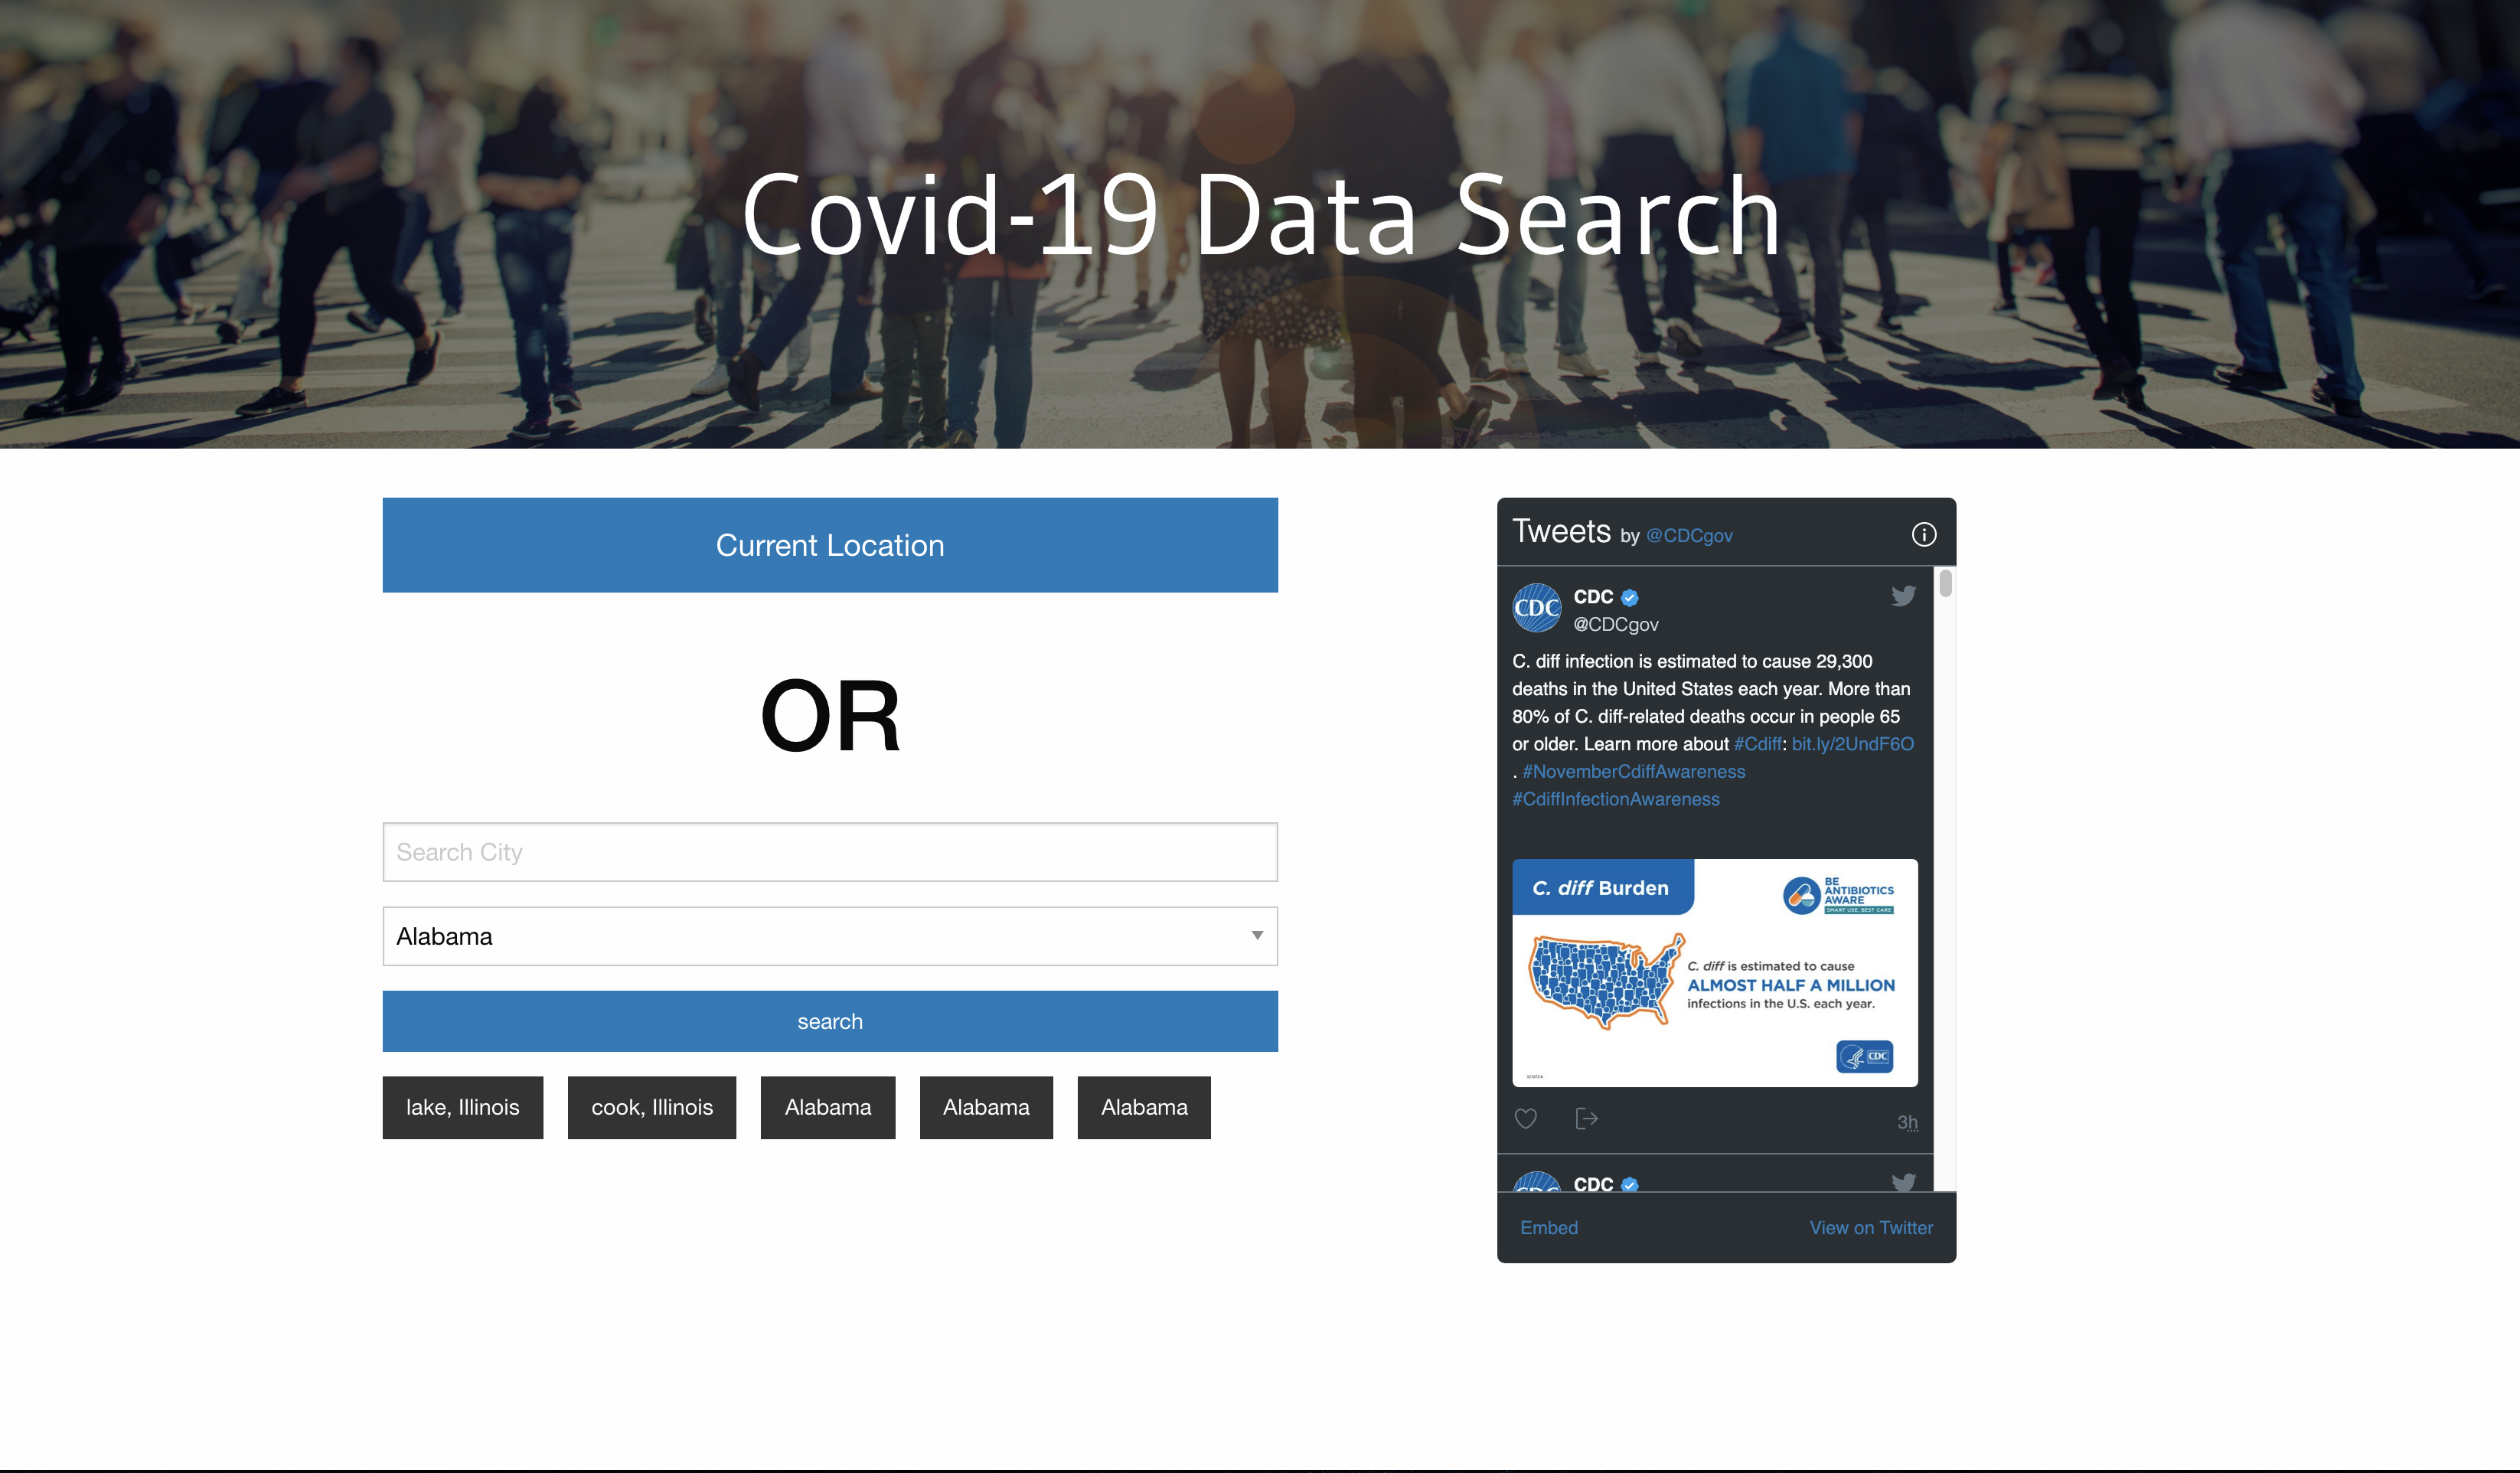 Covid-19 Data Search
Current Location
OR
Search City
Alabama
search
lake, Illinois
cook, Illinois
Alabama
Alabama
Alabama
Tweets by @CDCgov
CDC
CDC
@CDCgov
C. diff infection is estimated to cause 29,300
deaths in the United States each year. More than
80% of C. diff-related deaths occur in people 65
or older. Learn more about #Cdiff: bit.ly/2UndF6O
. #NovemberCdiffAwareness
#CdiffInfectionAwareness
C. diff Burden
BE
ANTIBIOTICS
AWARE
SMART USE, BEST CARE
C. diff is estimated to cause
ALMOST HALF A MILLION
infections in the U.S. each year.
CDC
3h
CDC
CDC
Embed
View on Twitter